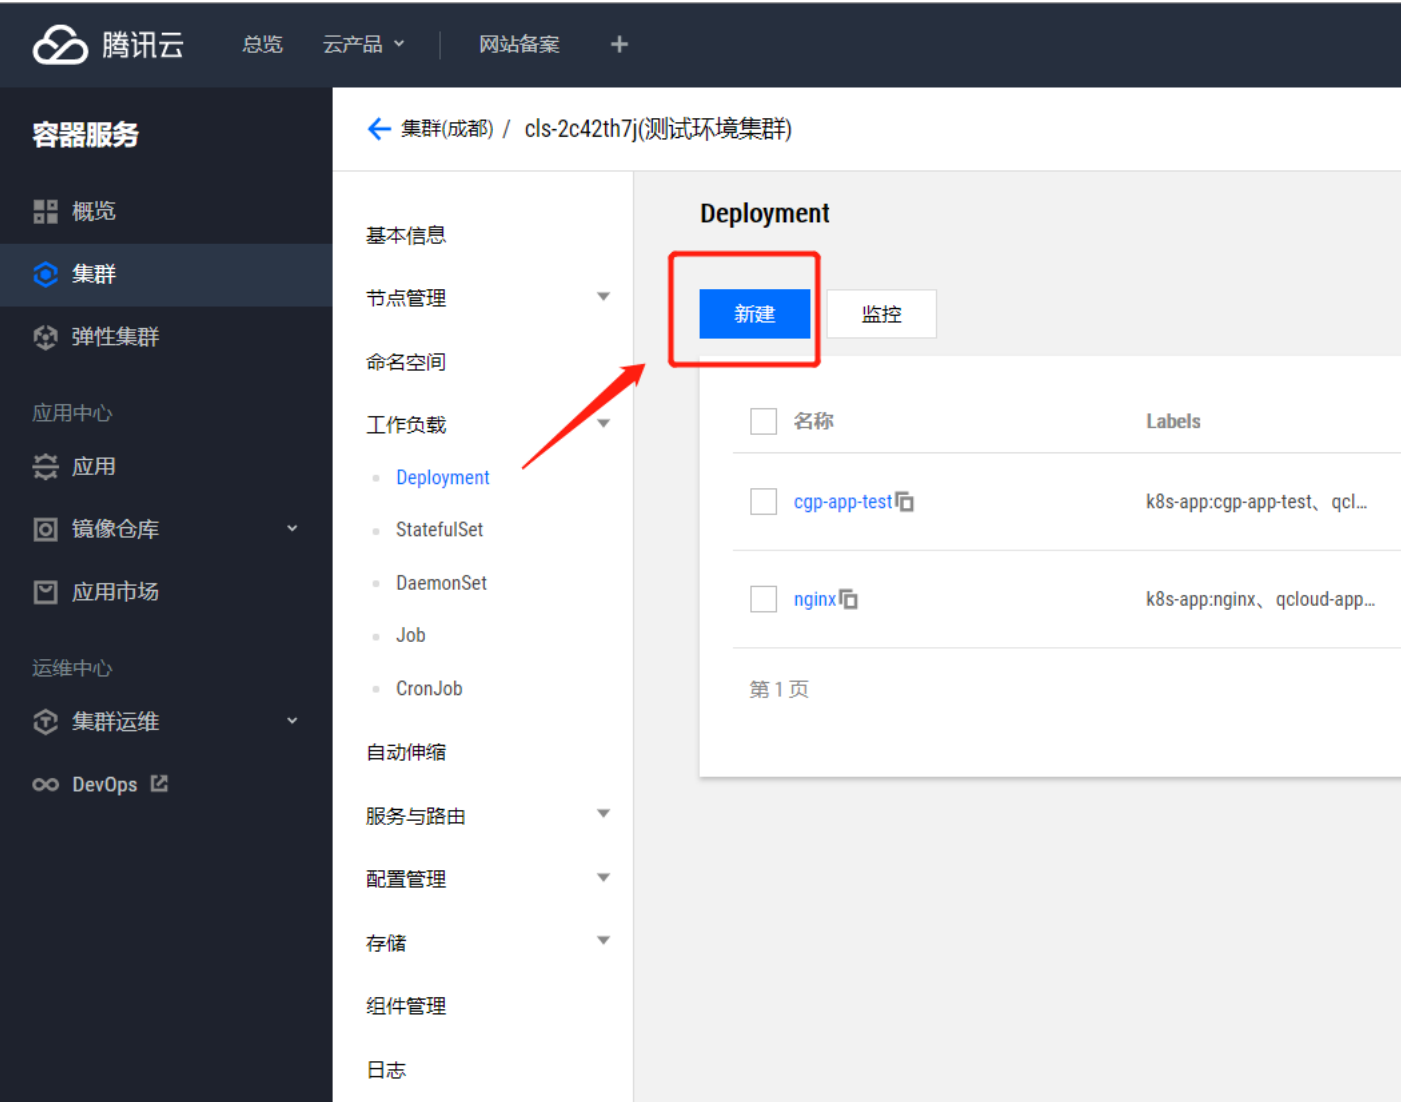 腾讯云 总览 云产品 网站备案 +
容器服务
概览
集群
弹性集群
应用中心
应用
镜像仓库
应用市场
运维中心
集群运维
DevOps
集群(成都) / cls-2c42th7j(测试环境集群)
基本信息
节点管理
命名空间
工作负载
Deployment
StatefulSet
DaemonSet
Job
CronJob
自动伸缩
服务与路由
配置管理
存储
组件管理
日志
Deployment
新建 监控
名称 Labels
cgp-app-test k8s-app:cgp-app-test、qcl...
nginx k8s-app:nginx、qcloud-app...
第 1 页